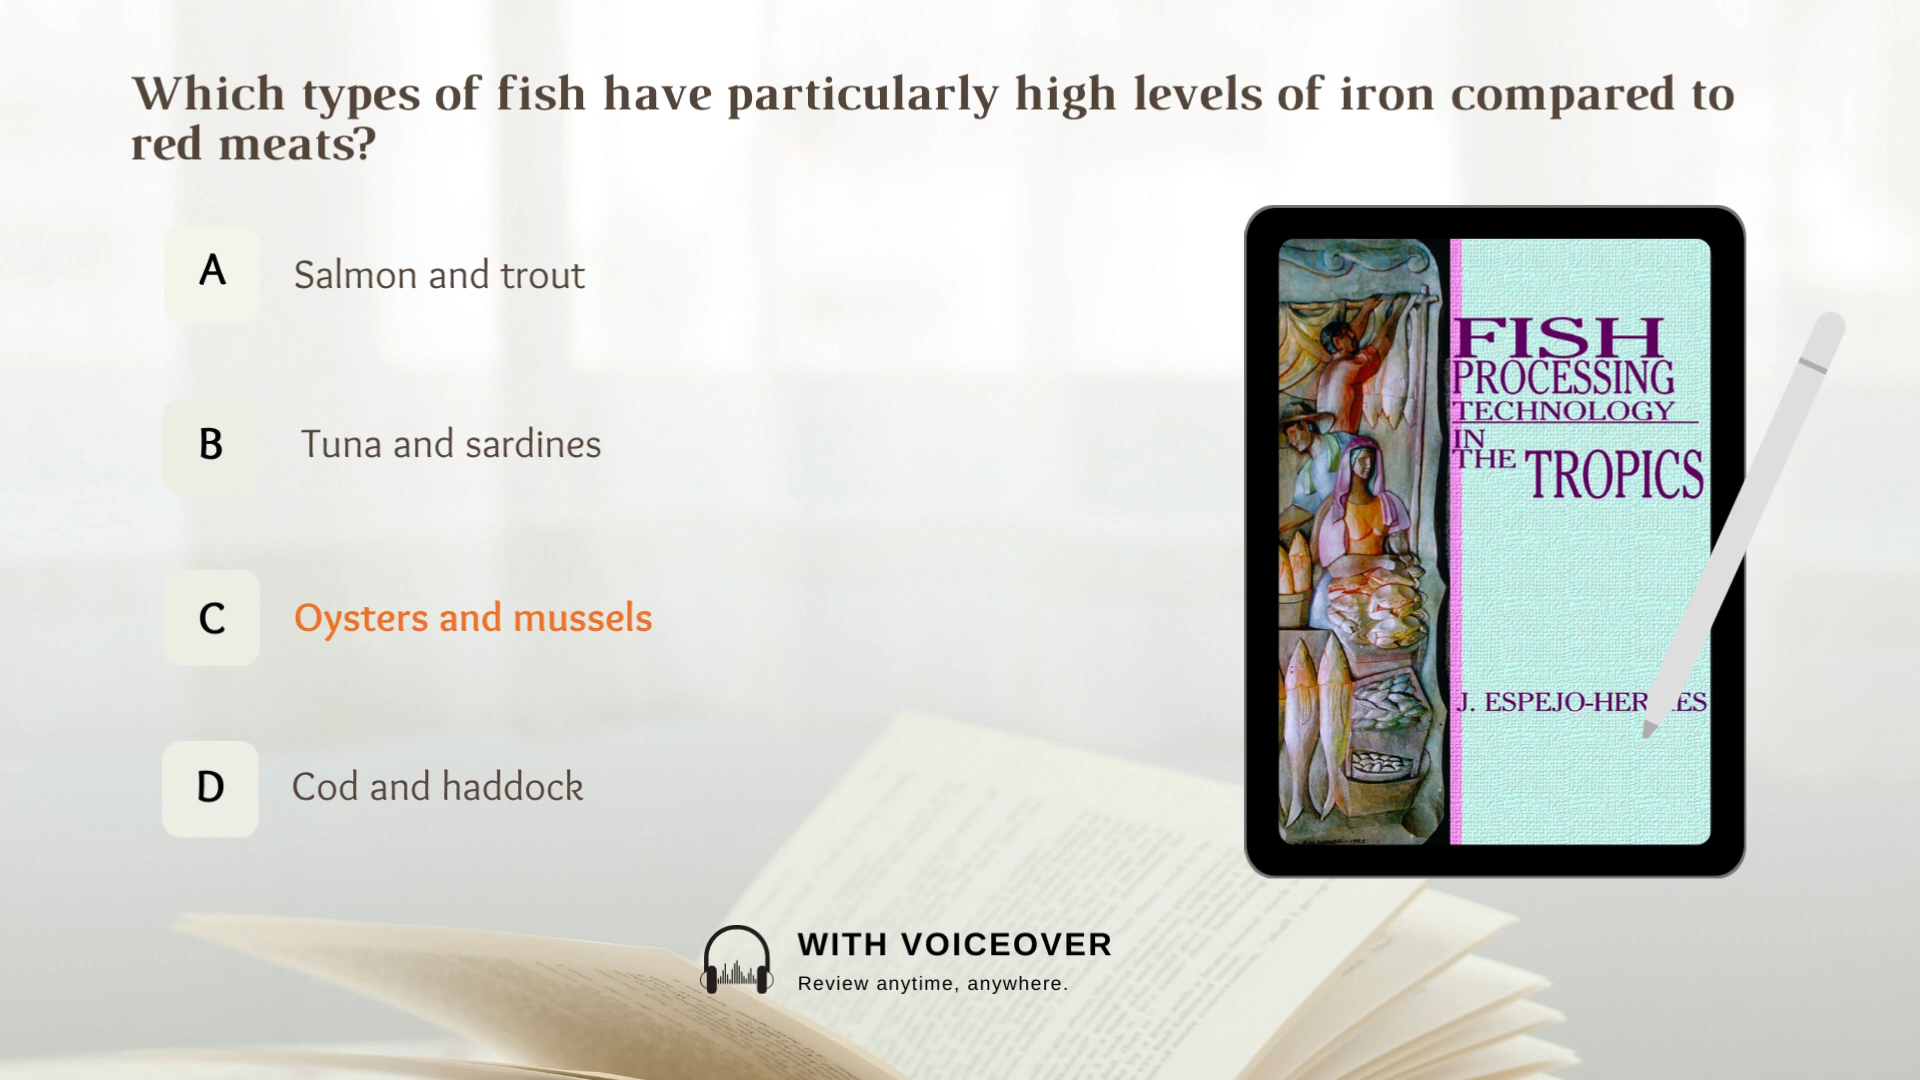 Which types of fish have particularly high levels of iron compared to
red meats?
A Salmon and trout
B Tuna and sardines
C Oysters and mussels
D Cod and haddock
FISH
PROCESSING
TECHNOLOGY
IN
THE TROPICS
J. ESPEJO-
WITH VOICEOVER
Review anytime, anywhere.